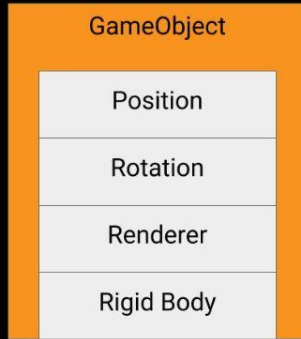 GameObject
Position
Rotation
Renderer
Rigid Body